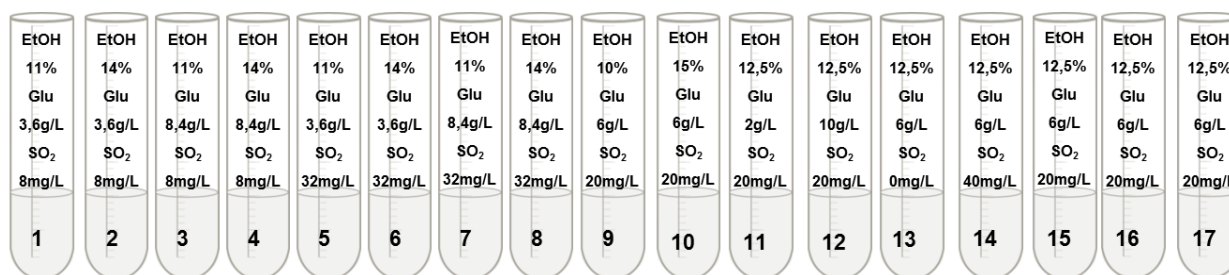 EtOH EtOH EtOH EtOH EtOH EtOH EtOH EtOH EtOH EtOH EtOH EtOH EtOH EtOH EtOH EtOH EtOH
11% 14% 11% 14% 11% 14% 11% 14% 10% 15% 12,5% 12,5% 12,5% 12,5% 12,5% 12,5% 12,5%
Glu Glu Glu Glu Glu Glu Glu Glu Glu Glu Glu Glu Glu Glu Glu Glu Glu
3,6g/L 3,6g/L 8,4g/L 8,4g/L 3,6g/L 3,6g/L 8,4g/L 8,4g/L 6g/L 6g/L 2g/L 10g/L 6g/L 6g/L 6g/L 6g/L 6g/L
SO₂ SO₂ SO₂ SO₂ SO₂ SO₂ SO₂ SO₂ SO₂ SO₂ SO₂ SO₂ SO₂ SO₂ SO₂ SO₂ SO₂
8mg/L 8mg/L 8mg/L 8mg/L 32mg/L 32mg/L 32mg/L 32mg/L 20mg/L 20mg/L 20mg/L 20mg/L 0mg/L 40mg/L 20mg/L 20mg/L 20mg/L
1 2 3 4 5 6 7 8 9 10 11 12 13 14 15 16 17